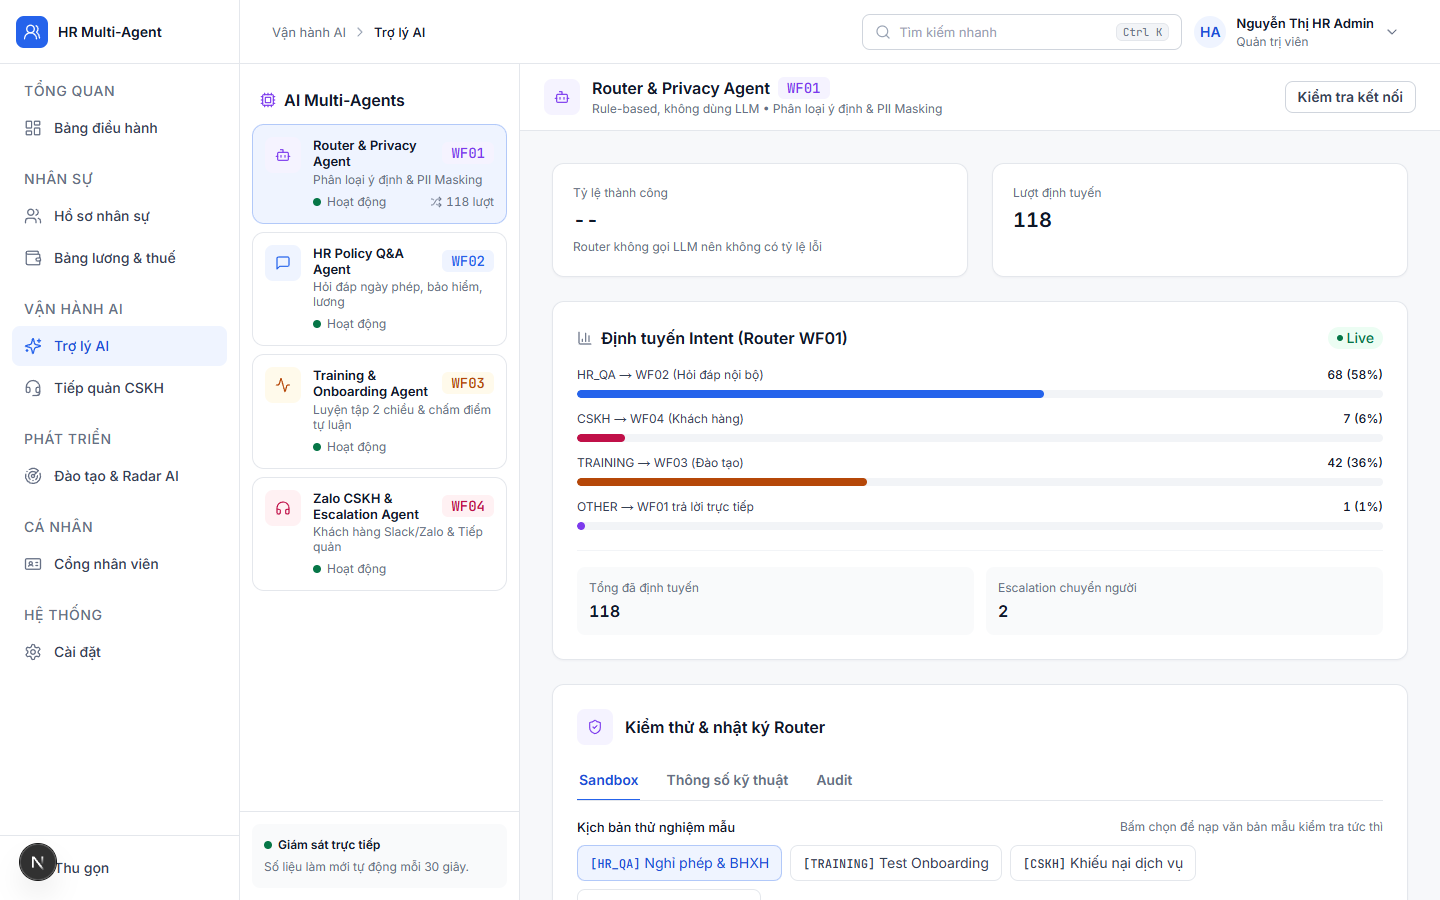 HR Multi-Agent
Vận hành AI > Trợ lý AI
Tìm kiếm nhanh
Ctrl K
HA
Nguyễn Thị HR Admin
Quản trị viên
TỔNG QUAN
Bảng điều hành
NHÂN SỰ
Hồ sơ nhân sự
Bảng lương & thuế
VẬN HÀNH AI
Trợ lý AI
Tiếp quản CSKH
PHÁT TRIỂN
Đào tạo & Radar AI
CÁ NHÂN
Cổng nhân viên
HỆ THỐNG
Cài đặt
N
Thu gọn
AI Multi-Agents
Router & Privacy
Agent
WF01
Phân loại ý định & PII Masking
Hoạt động
118 lượt
HR Policy Q&A
Agent
WF02
Hỏi đáp ngày phép, bảo hiểm,
lương
Hoạt động
Training &
Onboarding Agent
WF03
Luyện tập 2 chiều & chấm điểm
tự luận
Hoạt động
Zalo CSKH &
Escalation Agent
WF04
Khách hàng Slack/Zalo & Tiếp
quản
Hoạt động
Giám sát trực tiếp
Số liệu làm mới tự động mỗi 30 giây.
Router & Privacy Agent
WF01
Rule-based, không dùng LLM • Phân loại ý định & PII Masking
Kiểm tra kết nối
Tỷ lệ thành công
--
Router không gọi LLM nên không có tỷ lệ lỗi
Lượt định tuyến
118
Định tuyến Intent (Router WF01)
Live
HR_QA → WF02 (Hỏi đáp nội bộ)
68 (58%)
CSKH → WF04 (Khách hàng)
7 (6%)
TRAINING → WF03 (Đào tạo)
42 (36%)
OTHER → WF01 trả lời trực tiếp
1 (1%)
Tổng đã định tuyến
118
Escalation chuyển người
2
Kiểm thử & nhật ký Router
Sandbox
Thông số kỹ thuật
Audit
Kịch bản thử nghiệm mẫu
Bấm chọn để nạp văn bản mẫu kiểm tra tức thì
[HR_QA] Nghỉ phép & BHXH
[TRAINING] Test Onboarding
[CSKH] Khiếu nại dịch vụ